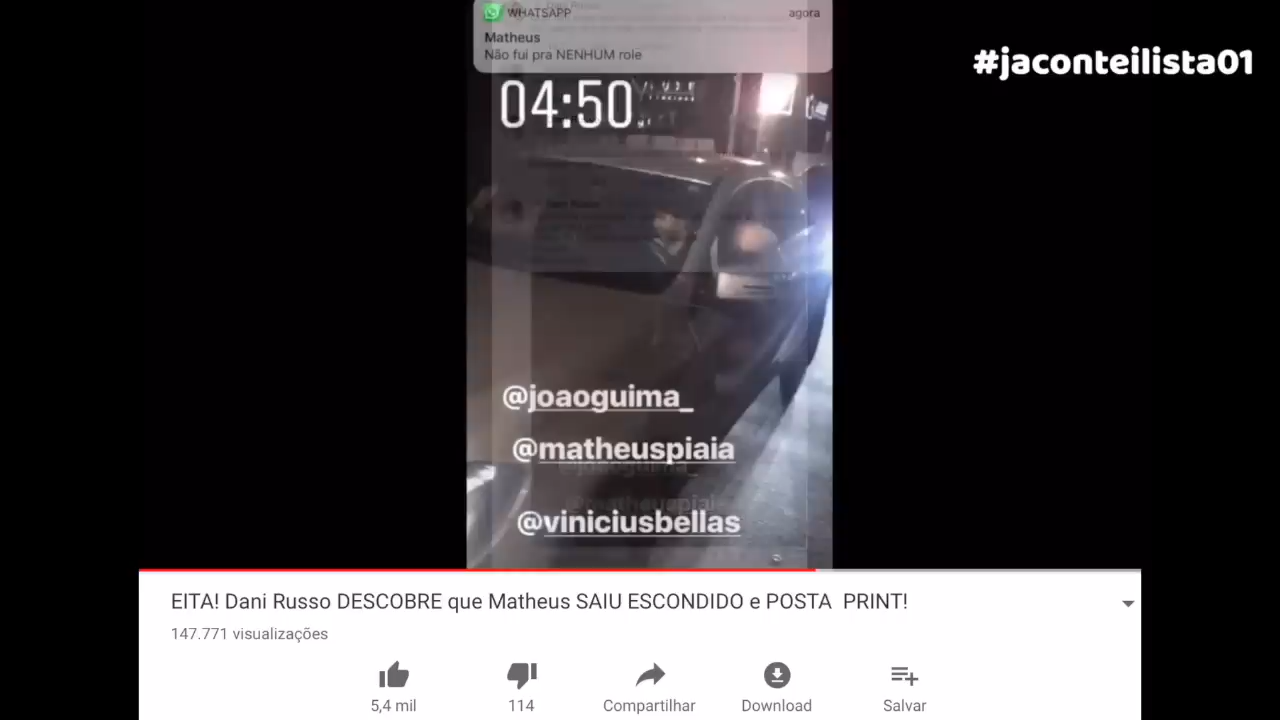 WHATSAPP
agora
Matheus
Não fui pra NENHUM role
#jaconteilista01
04:50
@joaoguima_
@matheuspiaia
@viniciusbellas
EITA! Dani Russo DESCOBRE que Matheus SAIU ESCONDIDO e POSTA PRINT!
147.771 visualizações
5,4 mil
114
Compartilhar
Download
Salvar